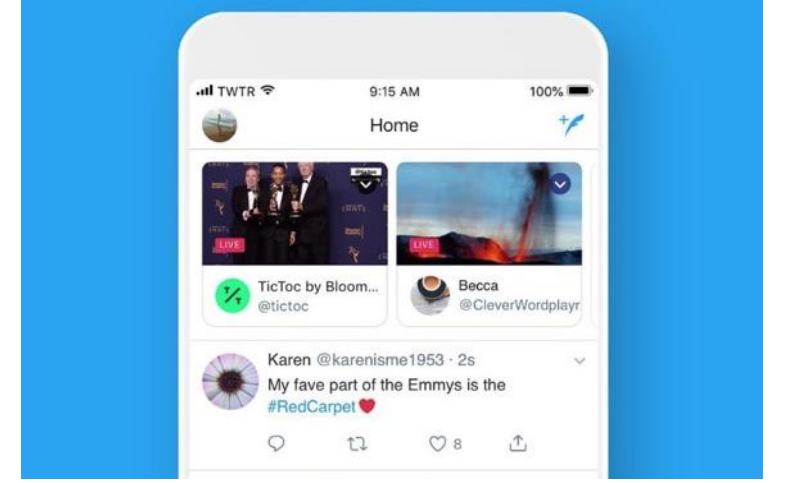 TWTR 9:15 AM 100%
Home
LIVE
TicToc by Bloom...
@tictoc
LIVE
Becca
@CleverWordplayr
Karen @karenisme1953 · 2s
My fave part of the Emmys is the
#RedCarpet❤️
8